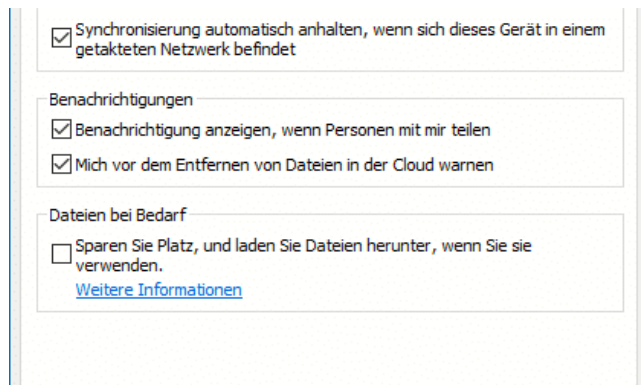 Synchronisierung automatisch anhalten, wenn sich dieses Gerät in einem
getakteten Netzwerk befindet
Benachrichtigungen
Benachrichtigung anzeigen, wenn Personen mit mir teilen
Mich vor dem Entfernen von Dateien in der Cloud warnen
Dateien bei Bedarf
Sparen Sie Platz, und laden Sie Dateien herunter, wenn Sie sie
verwenden.
Weitere Informationen